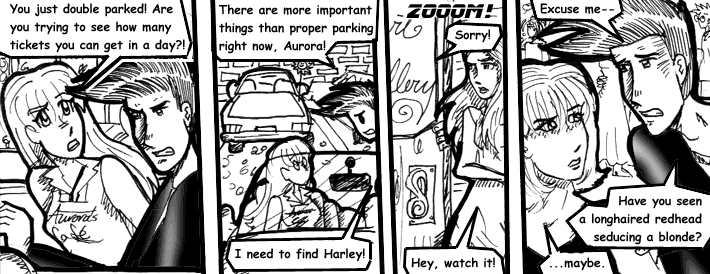 You just double parked! Are
you trying to see how many
tickets you can get in a day?!
Aurora's
There are more important
things than proper parking
right now, Aurora!
I need to find Harley!
ZOOOM!
Sorry!
Art
Gallery
Hey, watch it!
Excuse me--
Have you seen
a longhaired redhead
seducing a blonde?
...maybe.